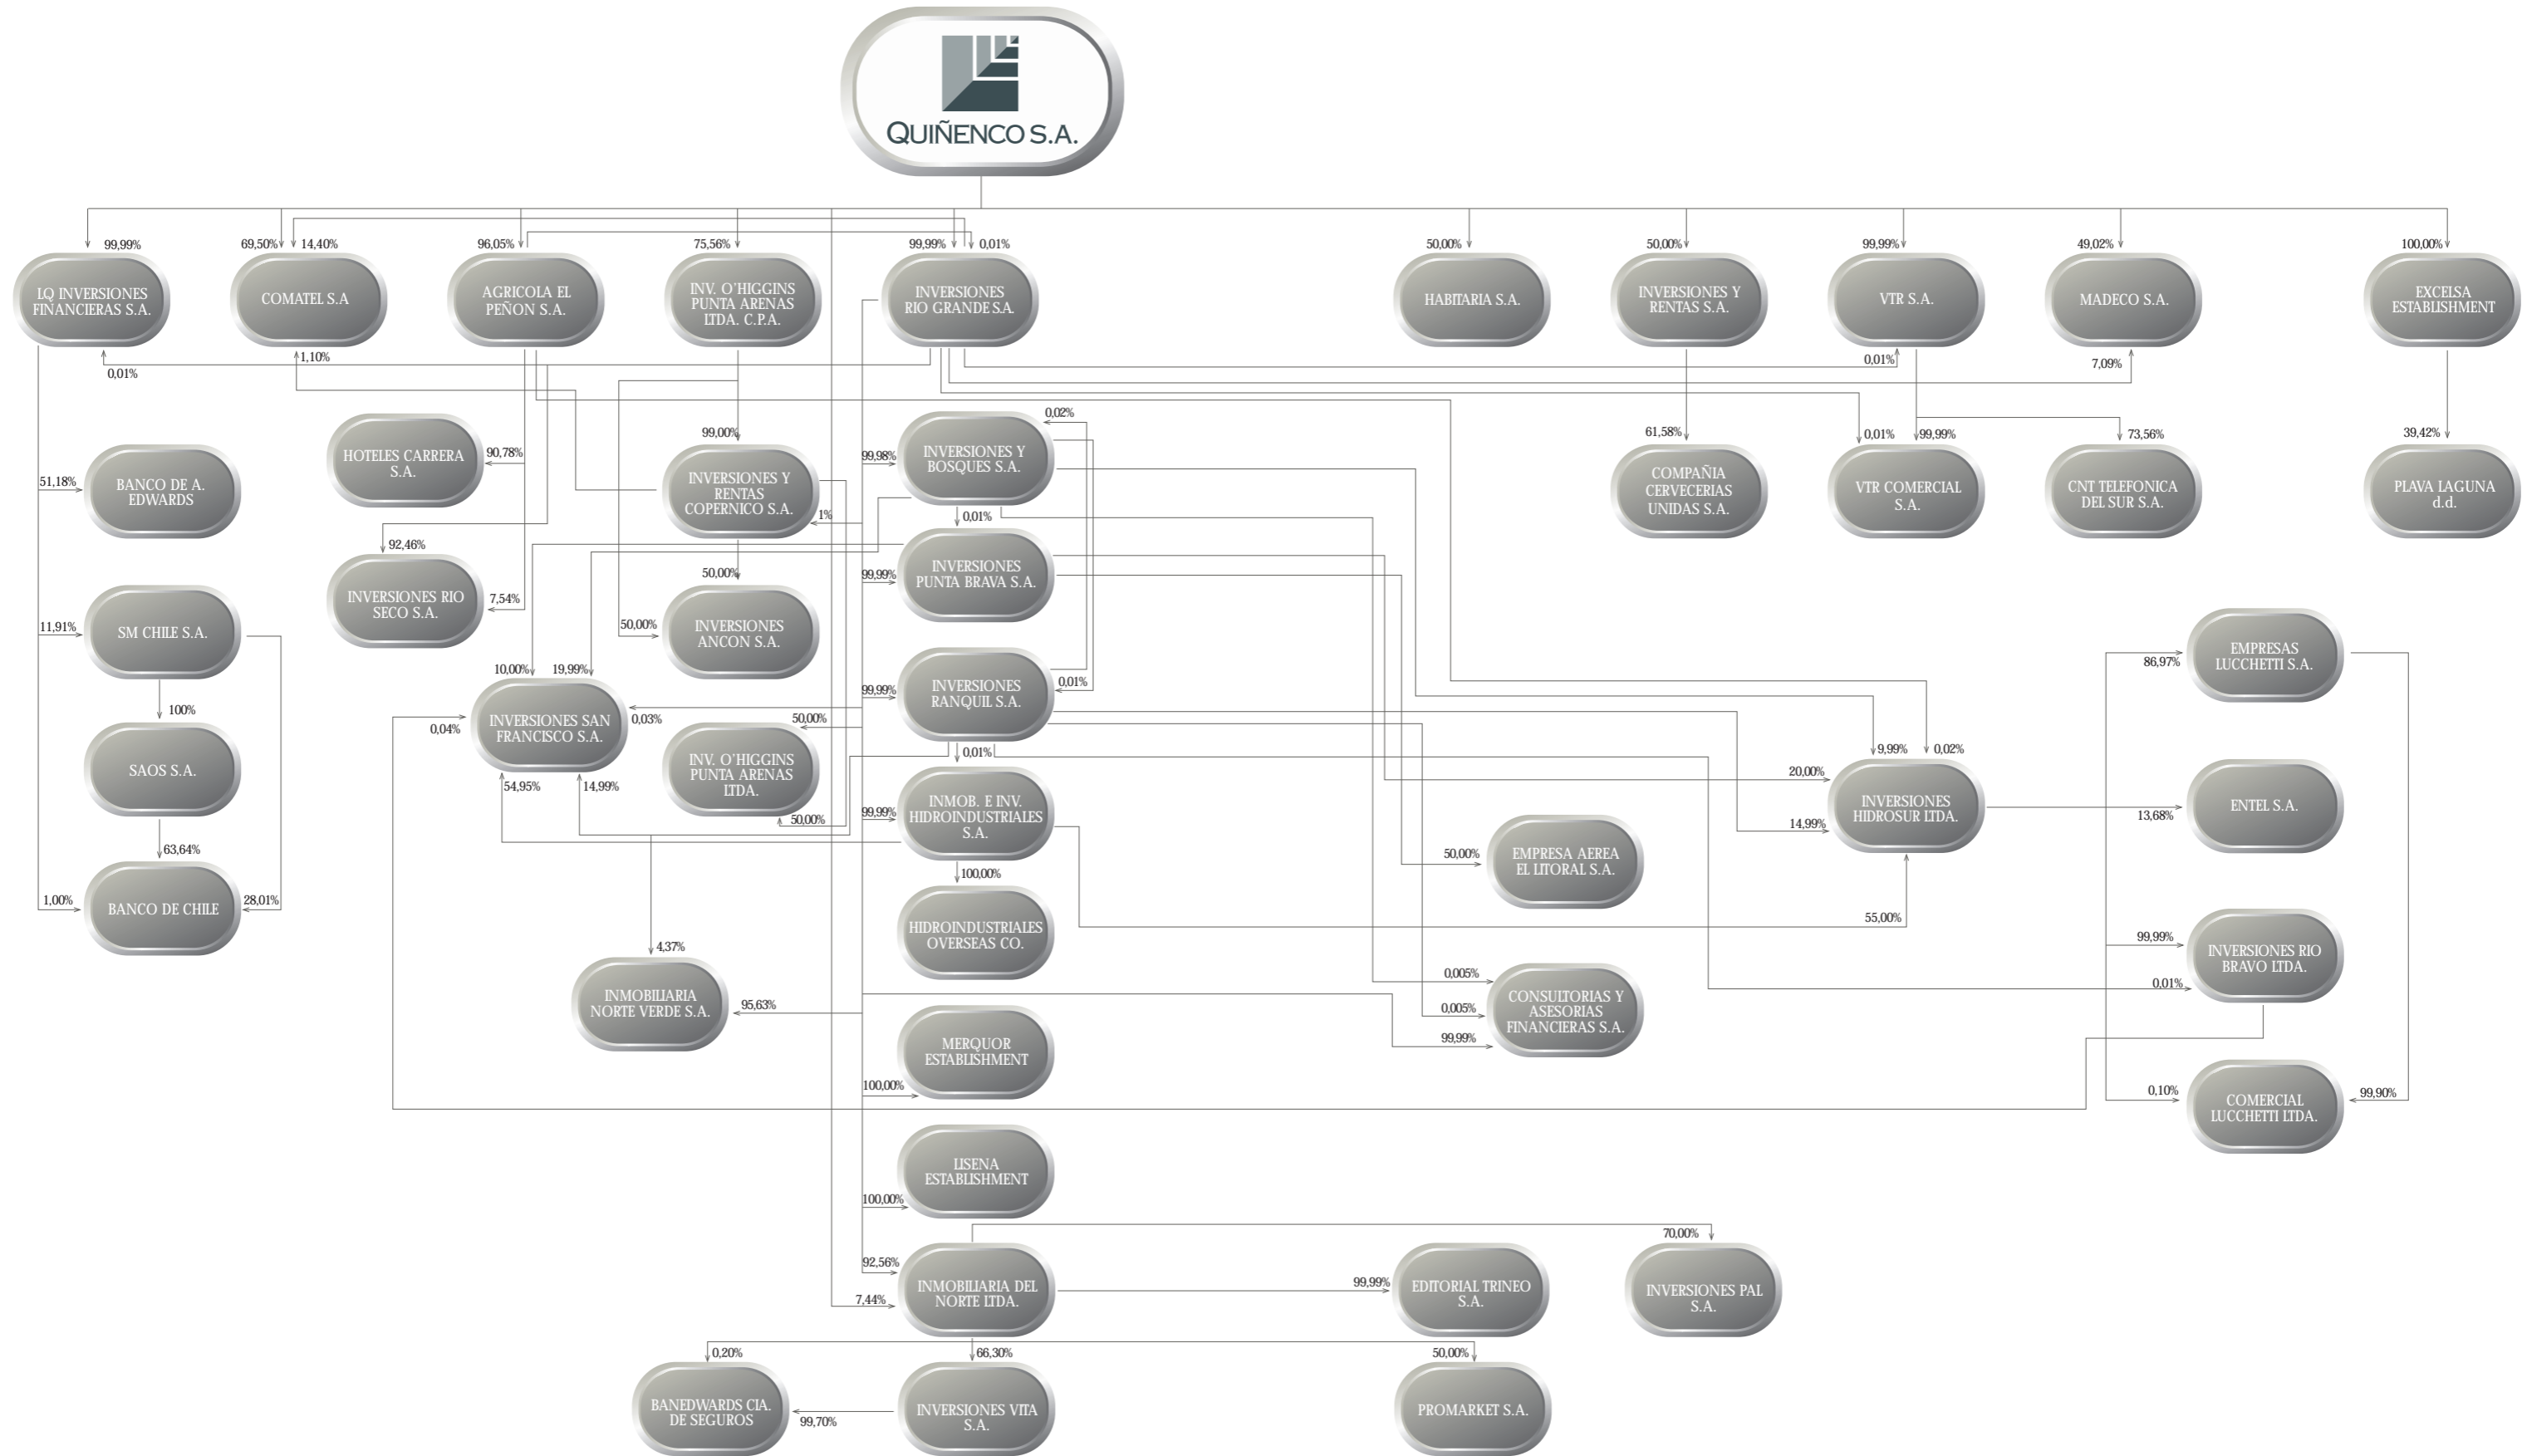 QUIÑENCO S.A.
99,99%
69,50%
14,40%
96,05%
75,56%
99,99%
0,01%
50,00%
50,00%
99,99%
49,02%
100,00%
LQ INVERSIONES
FINANCIERAS S.A.
COMATEL S.A
AGRICOLA EL
PEÑON S.A.
INV. O'HIGGINS
PUNTA ARENAS
LTDA. C.P.A.
INVERSIONES
RIO GRANDE S.A.
HABITARIA S.A.
INVERSIONES Y
RENTAS S.A.
VTR S.A.
MADECO S.A.
EXCELSA
ESTABLISHMENT
0,01%
1,10%
0,01%
7,09%
99,00%
0,02%
61,58%
0,01%
99,99%
73,56%
39,42%
HOTELES CARRERA
S.A.
90,78%
99,98%
INVERSIONES Y
BOSQUES S.A.
51,18%
BANCO DE A.
EDWARDS
INVERSIONES Y
RENTAS
COPERNICO S.A.
1%
COMPAÑIA
CERVECERIAS
UNIDAS S.A.
VTR COMERCIAL
S.A.
CNT TELEFONICA
DEL SUR S.A.
PLAVA LAGUNA
d.d.
0,01%
92,46%
50,00%
99,99%
INVERSIONES
PUNTA BRAVA S.A.
INVERSIONES RIO
SECO S.A.
7,54%
11,91%
SM CHILE S.A.
50,00%
INVERSIONES
ANCON S.A.
86,97%
EMPRESAS
LUCCHETTI S.A.
10,00%
19,99%
99,99%
INVERSIONES
RANQUIL S.A.
0,01%
100%
0,04%
INVERSIONES SAN
FRANCISCO S.A.
0,03%
50,00%
0,01%
9,99%
0,02%
SAOS S.A.
54,95%
14,99%
INV. O'HIGGINS
PUNTA ARENAS
LTDA.
50,00%
99,99%
INMOB. E INV.
HIDROINDUSTRIALES
S.A.
20,00%
14,99%
INVERSIONES
HIDROSUR LTDA.
13,68%
ENTEL S.A.
63,64%
100,00%
50,00%
EMPRESA AEREA
EL LITORAL S.A.
1,00%
BANCO DE CHILE
28,01%
HIDROINDUSTRIALES
OVERSEAS CO.
55,00%
4,37%
99,99%
INVERSIONES RIO
BRAVO LTDA.
0,01%
INMOBILIARIA
NORTE VERDE S.A.
95,63%
0,005%
0,005%
99,99%
CONSULTORIAS Y
ASESORIAS
FINANCIERAS S.A.
MERQUOR
ESTABLISHMENT
100,00%
0,10%
COMERCIAL
LUCCHETTI LTDA.
99,90%
LISENA
ESTABLISHMENT
100,00%
92,56%
7,44%
INMOBILIARIA DEL
NORTE LTDA.
99,99%
EDITORIAL TRINEO
S.A.
70,00%
INVERSIONES PAL
S.A.
0,20%
66,30%
50,00%
BANEDWARDS CIA.
DE SEGUROS
99,70%
INVERSIONES VITA
S.A.
PROMARKET S.A.